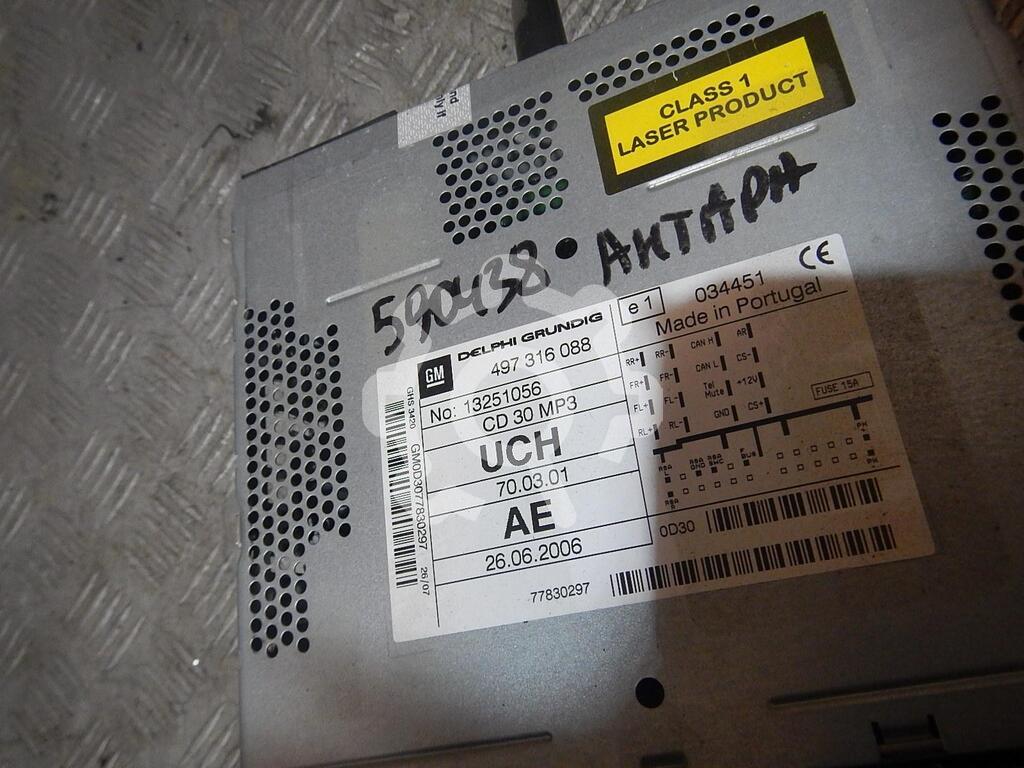 CLASS 1
LASER PRODUCT
590438 • АНТАРА
GM DELPHI GRUNDIG e 1 034451 CE
497 316 088 Made in Portugal
No: 13251056
CD 30 MP3
UCH
70.03.01
AE
26.06.2006
77830297
0D30
GHS 3420 GM0D3077830297 26/07
RR+ RR- CAN H AR
FR+ FR- CAN L CS-
FL+ FL- Tel Mute +12V
RL+ RL- GND CS+
FUSE 15A